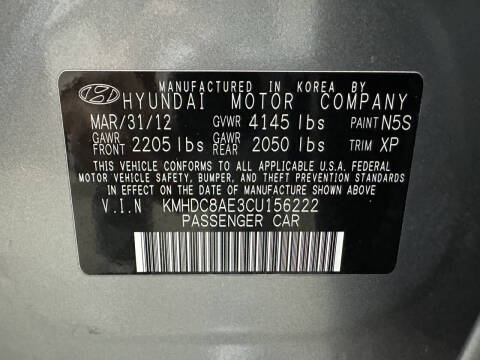 MANUFACTURED IN KOREA BY
HYUNDAI MOTOR COMPANY
MAR/31/12 GVWR 4145 lbs PAINT N5S
GAWR FRONT 2205 lbs GAWR REAR 2050 lbs TRIM XP
THIS VEHICLE CONFORMS TO ALL APPLICABLE U.S.A. FEDERAL
MOTOR VEHICLE SAFETY, BUMPER, AND THEFT PREVENTION STANDARDS
IN EFFECT ON THE DATE OF MANUFACTURE SHOWN ABOVE.
V.I.N KMHDC8AE3CU156222
PASSENGER CAR